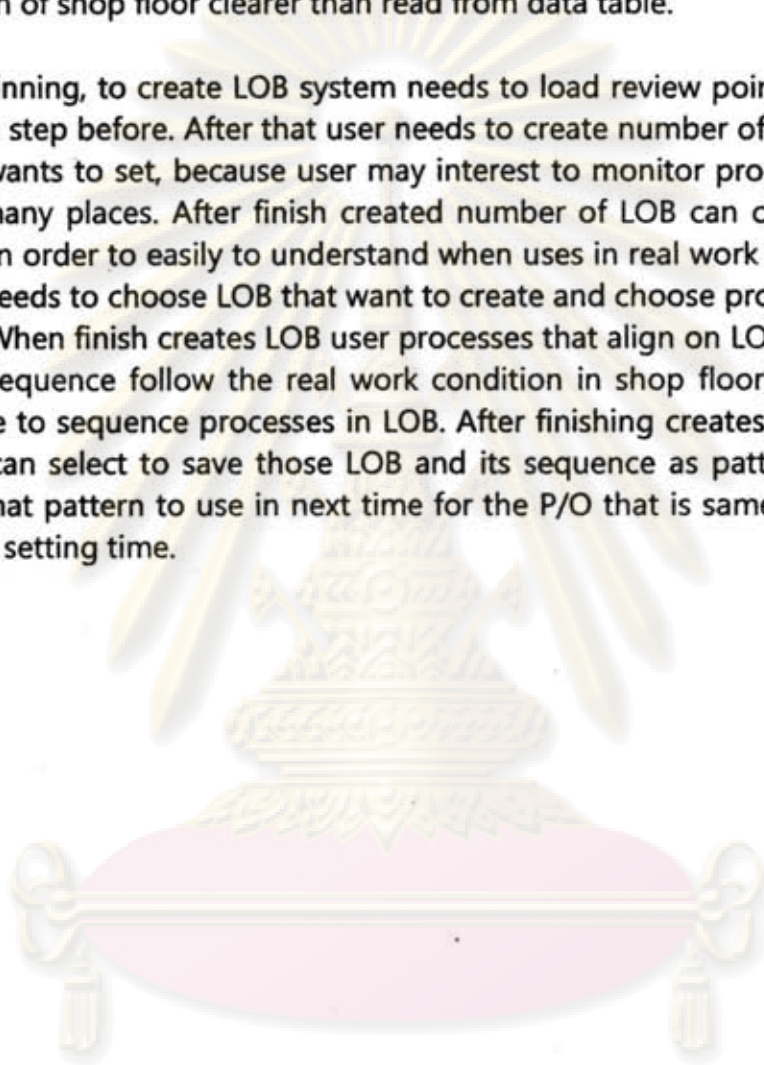 of shop floor clearer than read from data table.
nning, to create LOB system needs to load review poin
step before. After that user needs to create number of
wants to set, because user may interest to monitor pro
many places. After finish created number of LOB can c
n order to easily to understand when uses in real work
eeds to choose LOB that want to create and choose pro
When finish creates LOB user processes that align on LO
equence follow the real work condition in shop floor
e to sequence processes in LOB. After finishing creates
can select to save those LOB and its sequence as patt
hat pattern to use in next time for the P/O that is same
setting time.